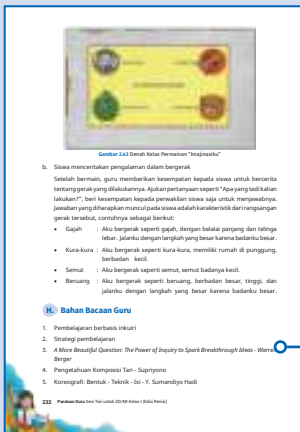 Gambar 2.43 Denah Kelas Permainan "Imajinasiku"
b. Siswa menceritakan pengalaman dalam bergerak
Setelah bermain, guru memberikan kesempatan kepada siswa untuk bercerita
tentang gerak yang dilakukannya. Ajukan pertanyaan seperti "Apa yang tadi kalian
lakukan?", beri kesempatan kepada perwakilan siswa saja untuk menjawabnya.
Jawaban yang diharapkan muncul pada siswa adalah karakteristik dari rangsangan
gerak tersebut, contohnya sebagai berikut:
• Gajah : Aku bergerak seperti gajah, dengan belalai panjang dan telinga
lebar. Jalanku dengan langkah yang besar karena badanku besar.
• Kura-kura : Aku bergerak seperti kura-kura, memiliki rumah di punggung,
berbadan kecil.
• Semut : Aku bergerak seperti semut, semut badanya kecil.
• Beruang : Aku bergerak seperti beruang, berbadan besar, tinggi, dan
jalanku dengan langkah yang besar karena badanku besar.
H. Bahan Bacaan Guru
1. Pembelajaran berbasis inkuiri
2. Strategi pembelajaran
3. A More Beautiful Question: The Power of Inquiry to Spark Breakthrough Ideas - Warren
Berger
4. Pengetahuan Komposisi Tari - Supriyono
5. Koreografi: Bentuk - Teknik - Isi - Y. Sumandiyo Hadi
232 Panduan Guru Seni Tari untuk SD/MI Kelas I (Edisi Revisi)